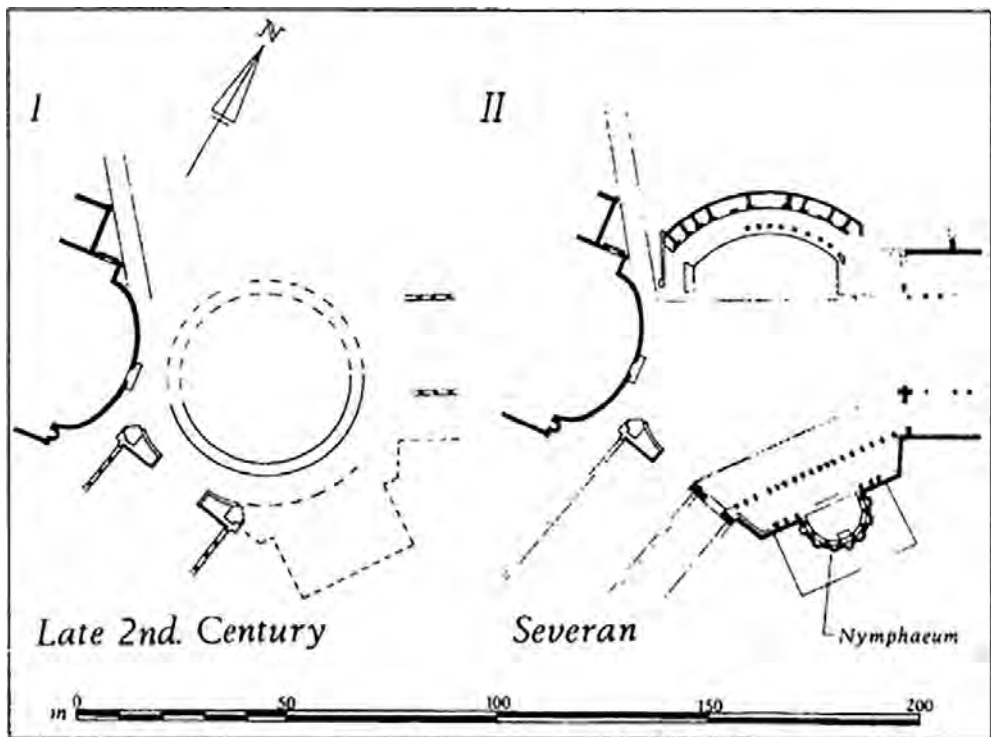 N
I
II
Late 2nd. Century
Severan
Nymphaeum
m 0 50 100 150 200